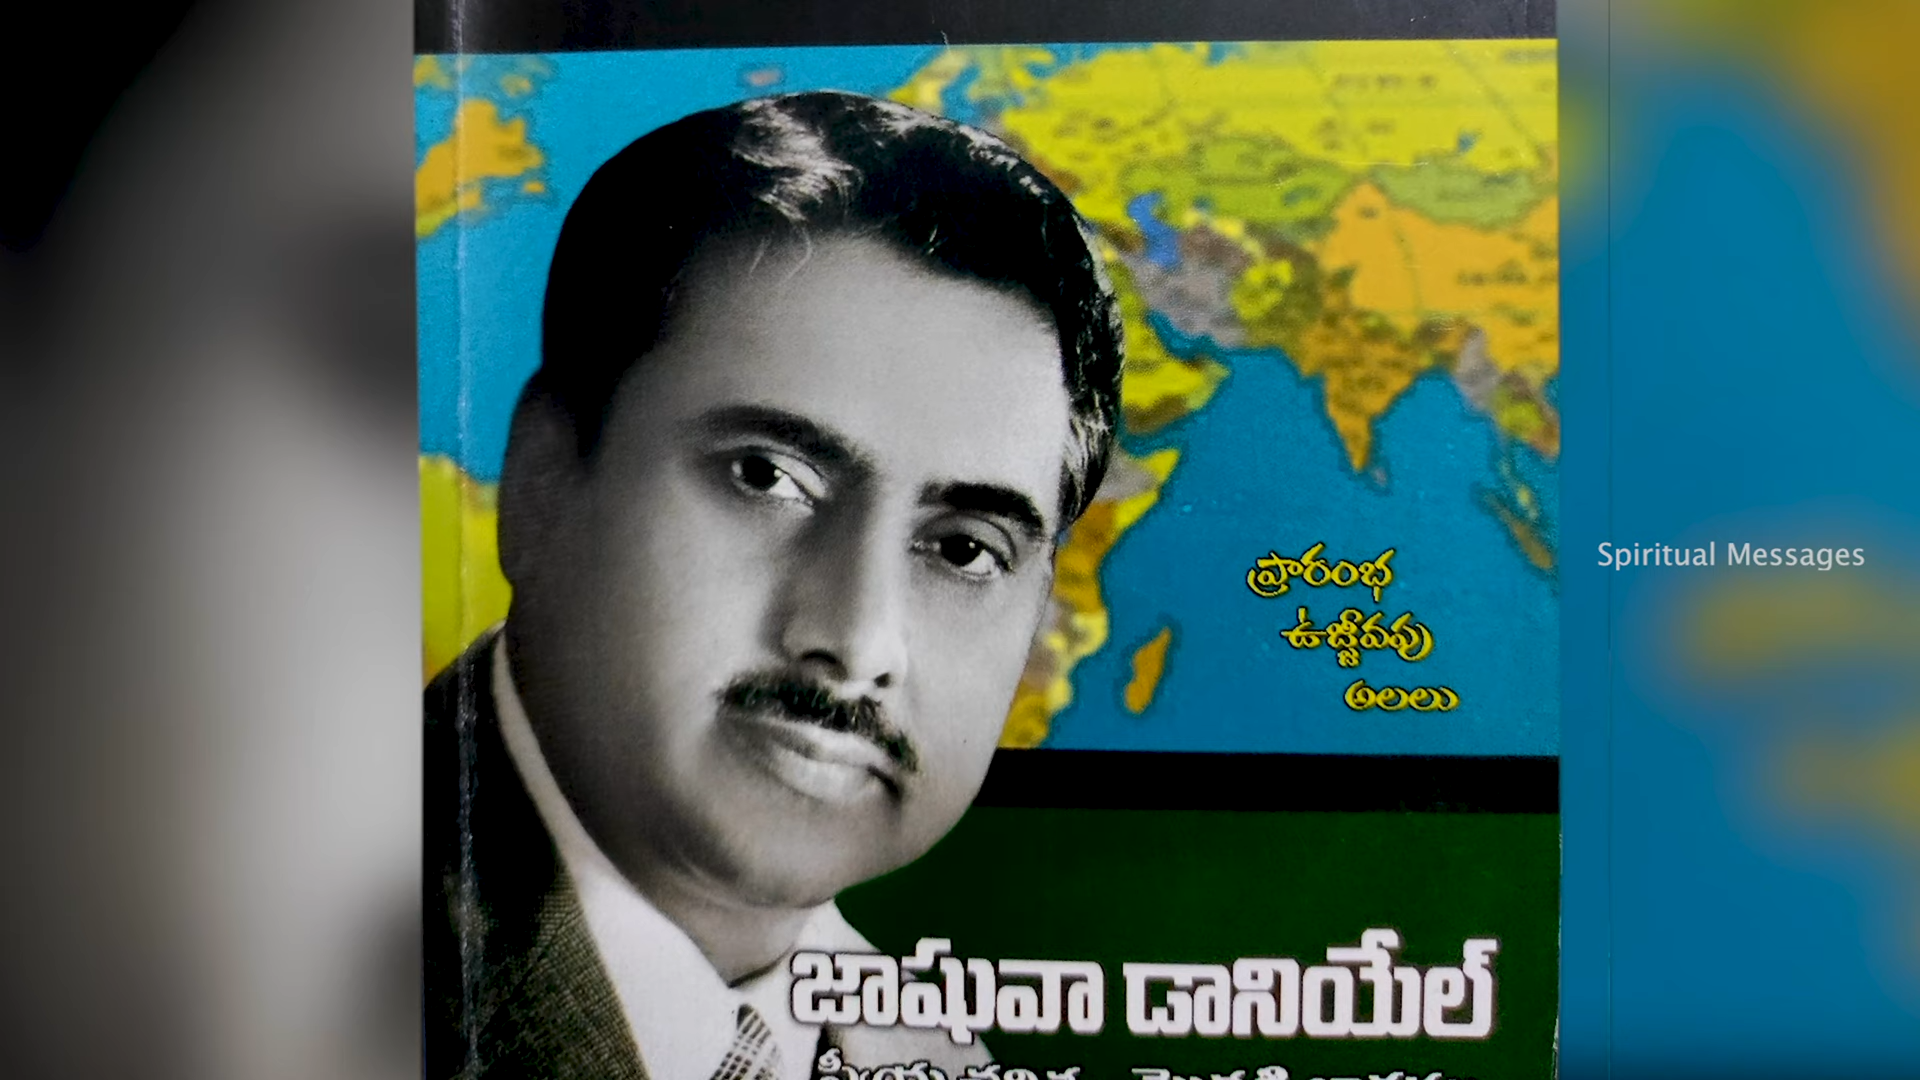 ప్రారంభ
ఉజ్జీవపు
అలలు
Spiritual Messages
జాషువా డానియేల్